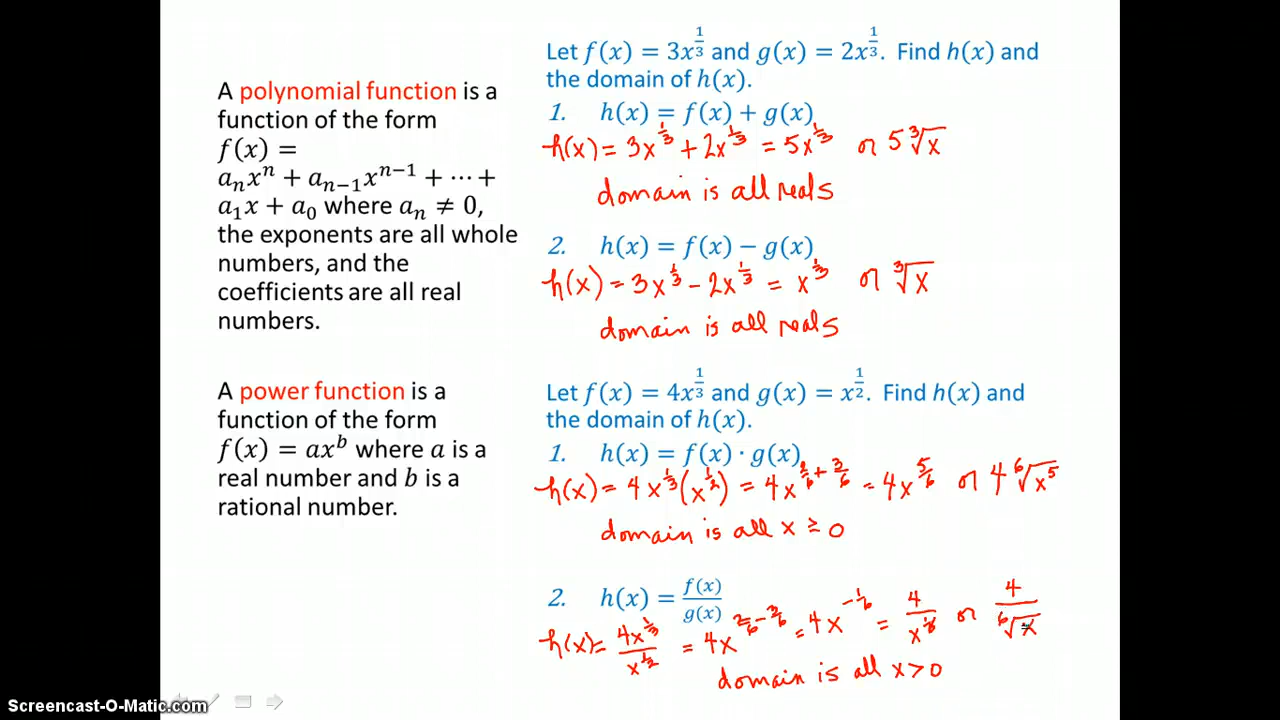 A polynomial function is a
function of the form
f(x) =
aₙxⁿ + aₙ₋₁xⁿ⁻¹ + ⋯ +
a₁x + a₀ where aₙ ≠ 0,
the exponents are all whole
numbers, and the
coefficients are all real
numbers.
A power function is a
function of the form
f(x) = axᵇ where a is a
real number and b is a
rational number.
Let f(x) = 3x^(1/3) and g(x) = 2x^(1/3). Find h(x) and
the domain of h(x).
1. h(x) = f(x) + g(x)
h(x) = 3x^(1/3) + 2x^(1/3) = 5x^(1/3) or 5∛x
domain is all reals
2. h(x) = f(x) − g(x)
h(x) = 3x^(1/3) − 2x^(1/3) = x^(1/3) or ∛x
domain is all reals
Let f(x) = 4x^(1/3) and g(x) = x^(1/2). Find h(x) and
the domain of h(x).
1. h(x) = f(x) · g(x)
h(x) = 4x^(1/3)(x^(1/2)) = 4x^(2/6 + 3/6) = 4x^(5/6) or 4 ⁶√x⁵
domain is all x ≥ 0
2. h(x) = f(x)/g(x)
h(x) = 4x^(1/3)/x^(1/2) = 4x^(2/6 − 3/6) = 4x^(−1/6) = 4/x^(1/6) or 4/⁶√x
domain is all x > 0
Screencast-O-Matic.com